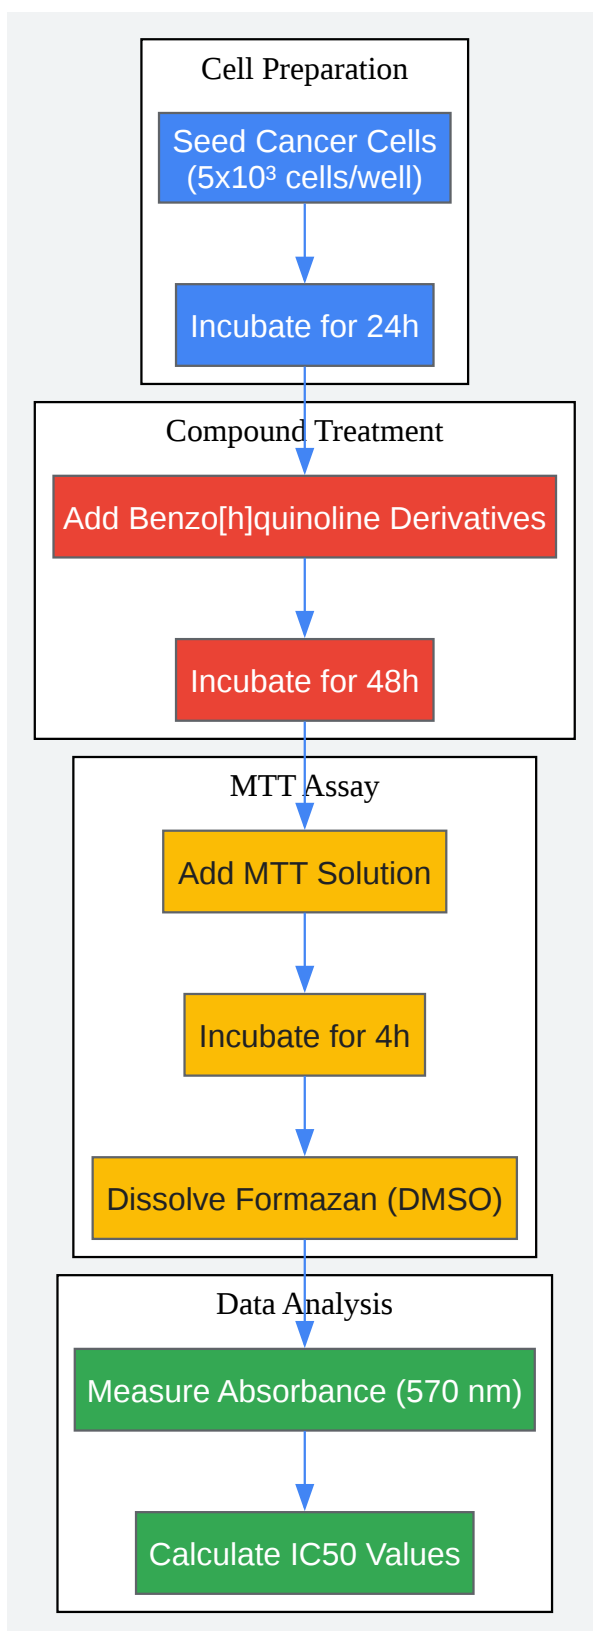 Cell Preparation
Seed Cancer Cells
(5x10³ cells/well)
Incubate for 24h
Compound Treatment
Add Benzo[h]quinoline Derivatives
Incubate for 48h
MTT Assay
Add MTT Solution
Incubate for 4h
Dissolve Formazan (DMSO)
Data Analysis
Measure Absorbance (570 nm)
Calculate IC50 Values